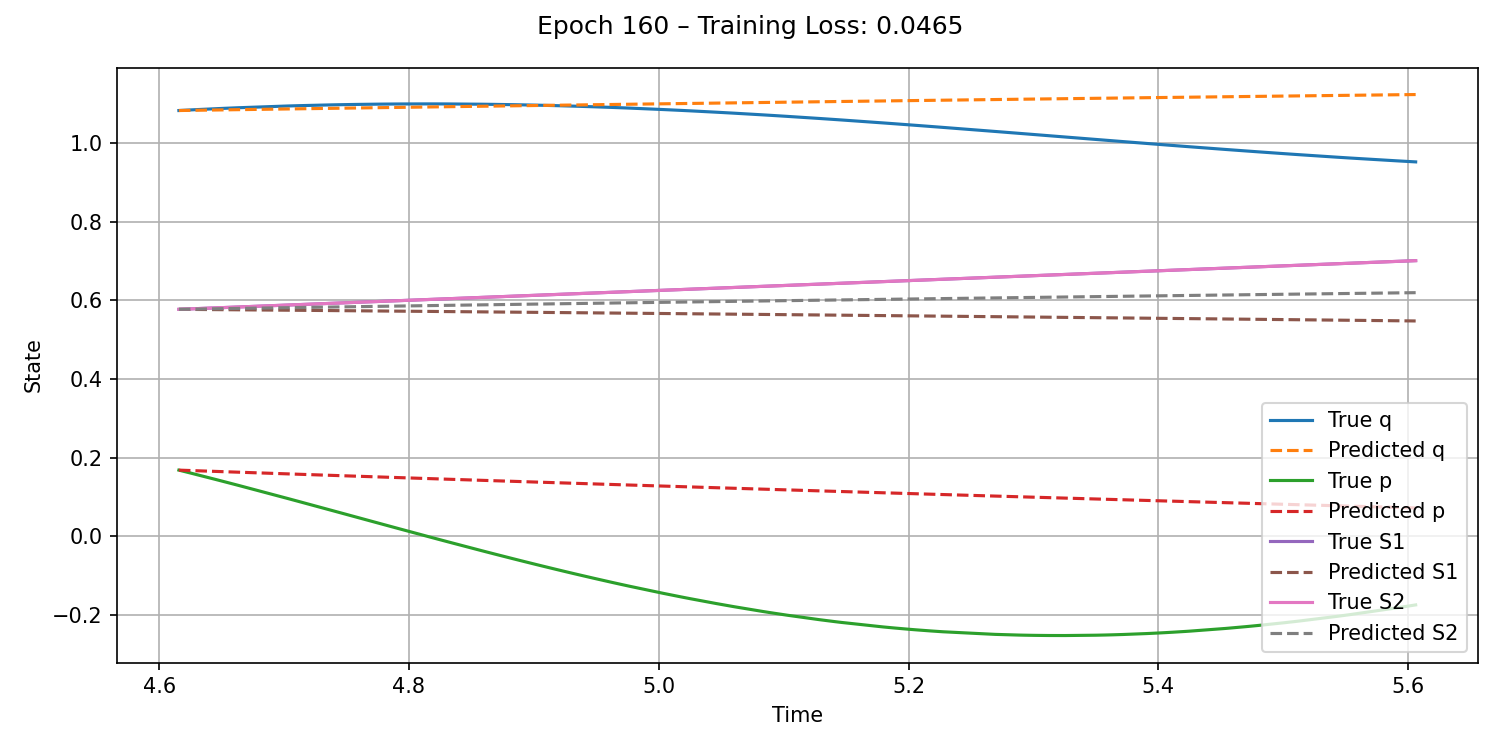 Epoch 160 – Training Loss: 0.0465
State
1.0
0.8
0.6
0.4
0.2
0.0
−0.2
True q
Predicted q
True p
Predicted p
True S1
Predicted S1
True S2
Predicted S2
4.6 4.8 5.0 5.2 5.4 5.6
Time